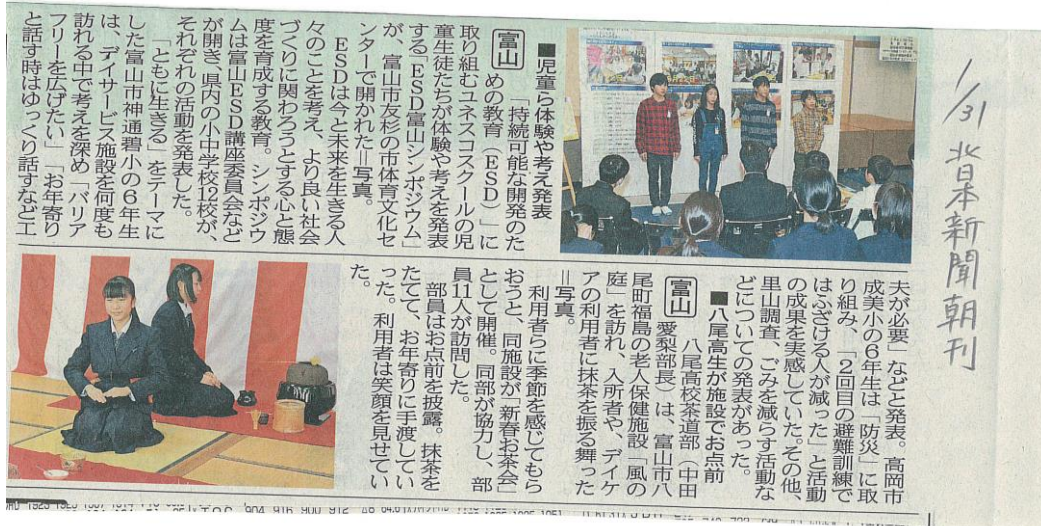 1/31 北日本新聞朝刊
■児童ら体験や考え発表
富山
「持続可能な開発のた
めの教育（ESD）」に
取り組むユネスコスクールの児
童生徒たちが体験や考えを発表
する「ESD富山シンポジウム」
が、富山市友杉の市体育文化セ
ンターで開かれた＝写真。
ESDは今と未来を生きる人
々のことを考え、より良い社会
づくりに関わろうとする心と態
度を育成する教育。シンポジウ
ムは富山ESD講座委員会など
が開き、県内の小中学校12校が、
それぞれの活動を発表した。
「ともに生きる」をテーマに
した富山市神通碧小の6年生
は、デイサービス施設を何度も
訪れる中で考えを深め「バリア
フリーを広げたい」「お年寄り
と話す時はゆっくり話すなど工
夫が必要」などと発表。高岡市
成美小の6年生は「防災」に取
り組み、「2回目の避難訓練で
はふざける人が減った」と活動
の成果を実感していた。その他、
里山調査、ごみを減らす活動な
どについての発表があった。
■八尾高生が施設でお点前
富山
八尾高校茶道部（中田
愛梨部長）は、富山市八
尾町福島の老人保健施設「風の
庭」を訪れ、入所者や、デイケ
アの利用者に抹茶を振る舞った
＝写真。
利用者らに季節を感じてもら
おうと、同施設が「新春お茶会」
として開催。同部が協力し、部
員11人が訪問した。
部員はお点前を披露。抹茶を
たてて、お年寄りに手渡してい
った。利用者は笑顔を見せてい
た。